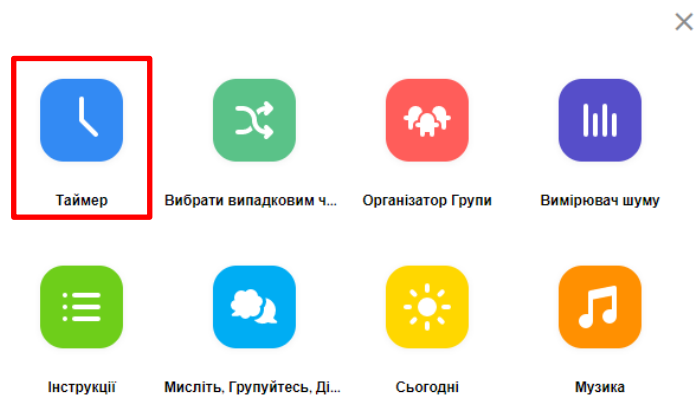 Таймер
Вибрати випадковим ч...
Організатор Групи
Вимірювач шуму
Інструкції
Мисліть, Групуйтесь, Ді...
Сьогодні
Музика